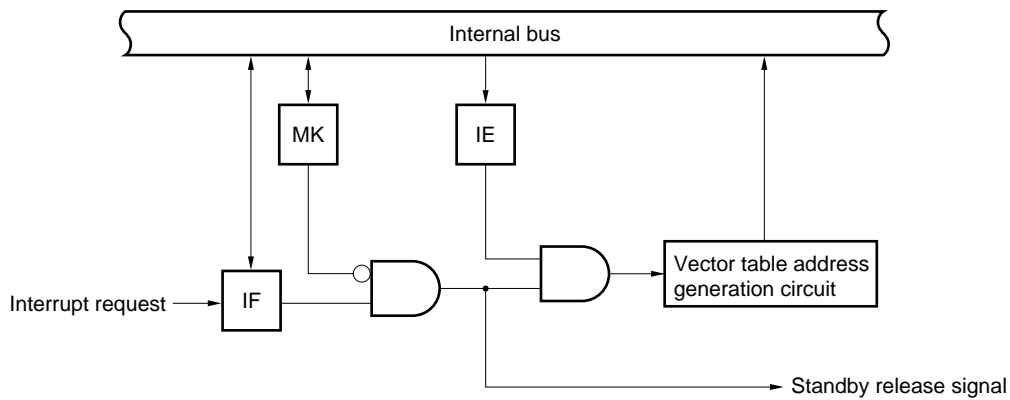 Internal bus
MK
IE
Vector table address
generation circuit
Interrupt request
IF
Standby release signal